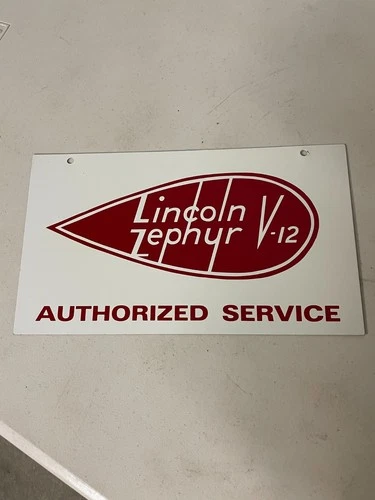 Lincoln
Zephyr V-12
AUTHORIZED SERVICE